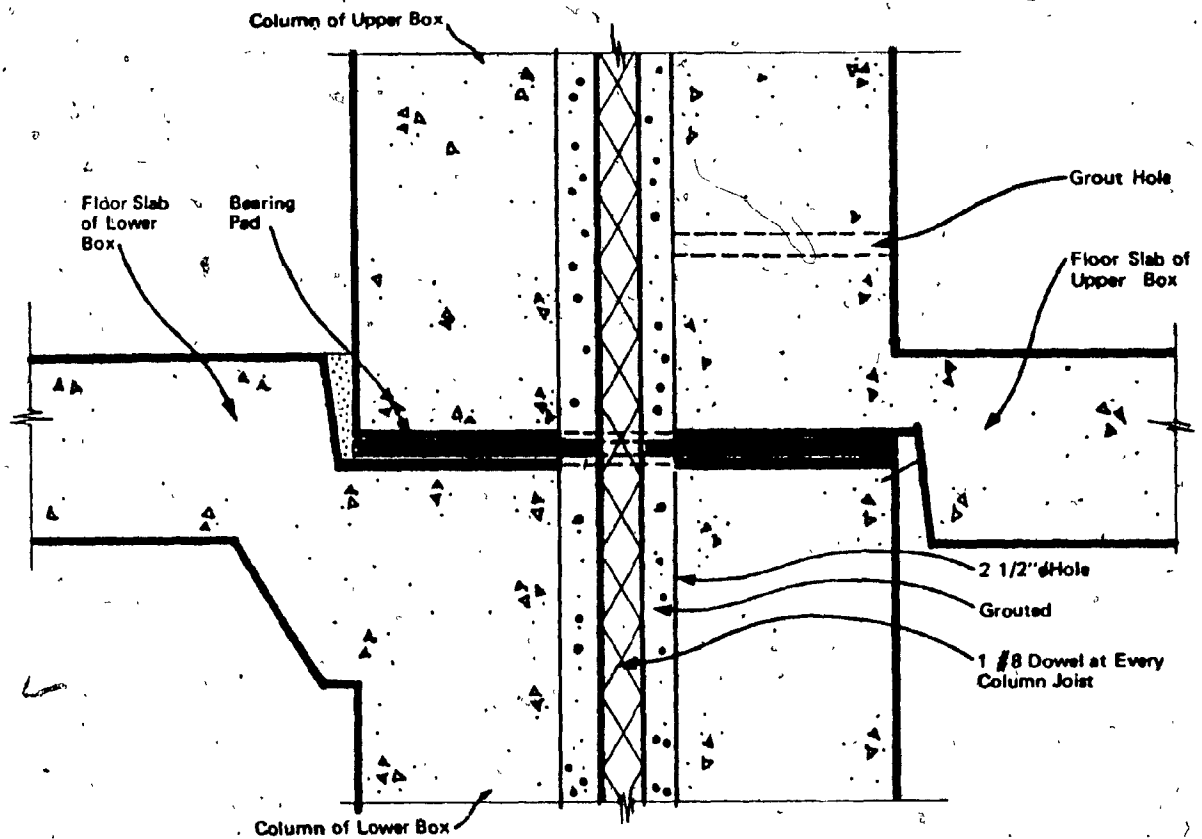 Column of Upper Box
Grout Hole
Floor Slab
of Lower
Box
Bearing
Pad
Floor Slab of
Upper Box
2 1/2"ϕHole
Grouted
1 #8 Dowel at Every
Column Joist
Column of Lower Box